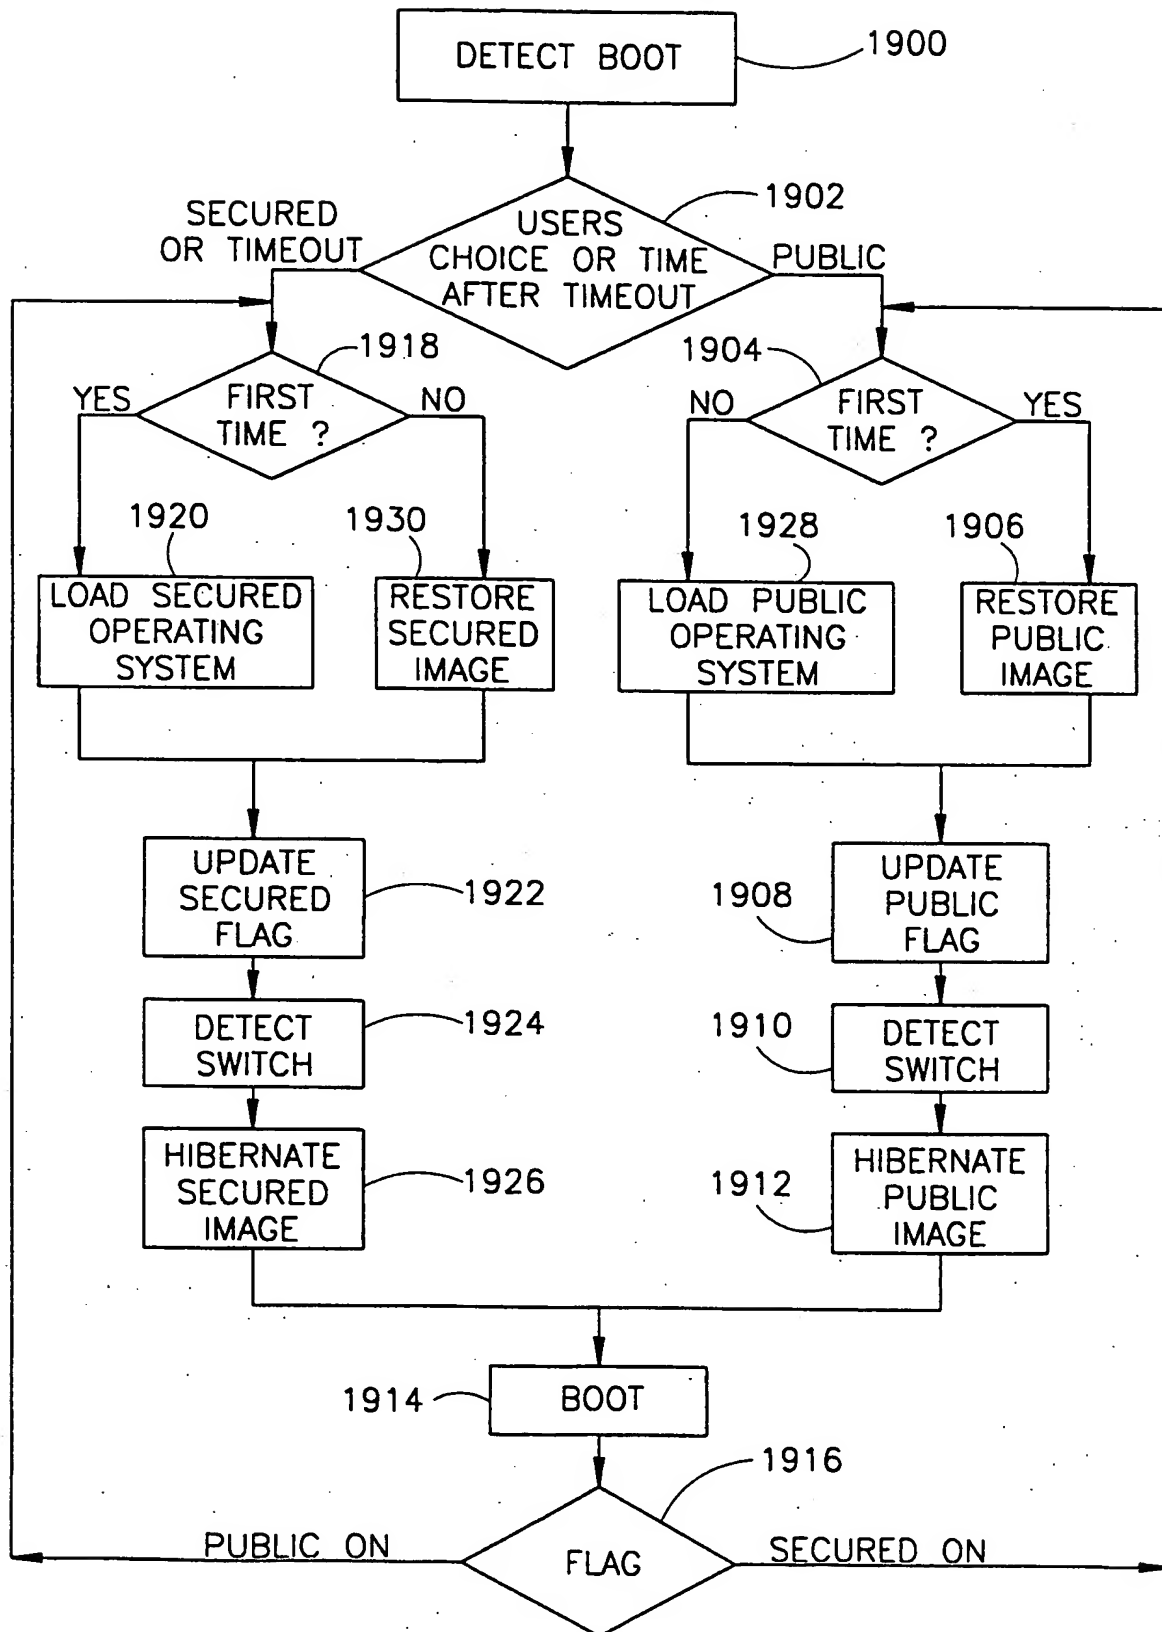 DETECT BOOT
1900
1902
USERS
CHOICE OR TIME
AFTER TIMEOUT
SECURED
OR TIMEOUT
PUBLIC
1918
FIRST
TIME ?
YES
NO
1904
FIRST
TIME ?
NO
YES
1920
LOAD SECURED
OPERATING
SYSTEM
1930
RESTORE
SECURED
IMAGE
1928
LOAD PUBLIC
OPERATING
SYSTEM
1906
RESTORE
PUBLIC
IMAGE
UPDATE
SECURED
FLAG
1922
1908
UPDATE
PUBLIC
FLAG
DETECT
SWITCH
1924
1910
DETECT
SWITCH
HIBERNATE
SECURED
IMAGE
1926
1912
HIBERNATE
PUBLIC
IMAGE
1914
BOOT
1916
PUBLIC ON
FLAG
SECURED ON